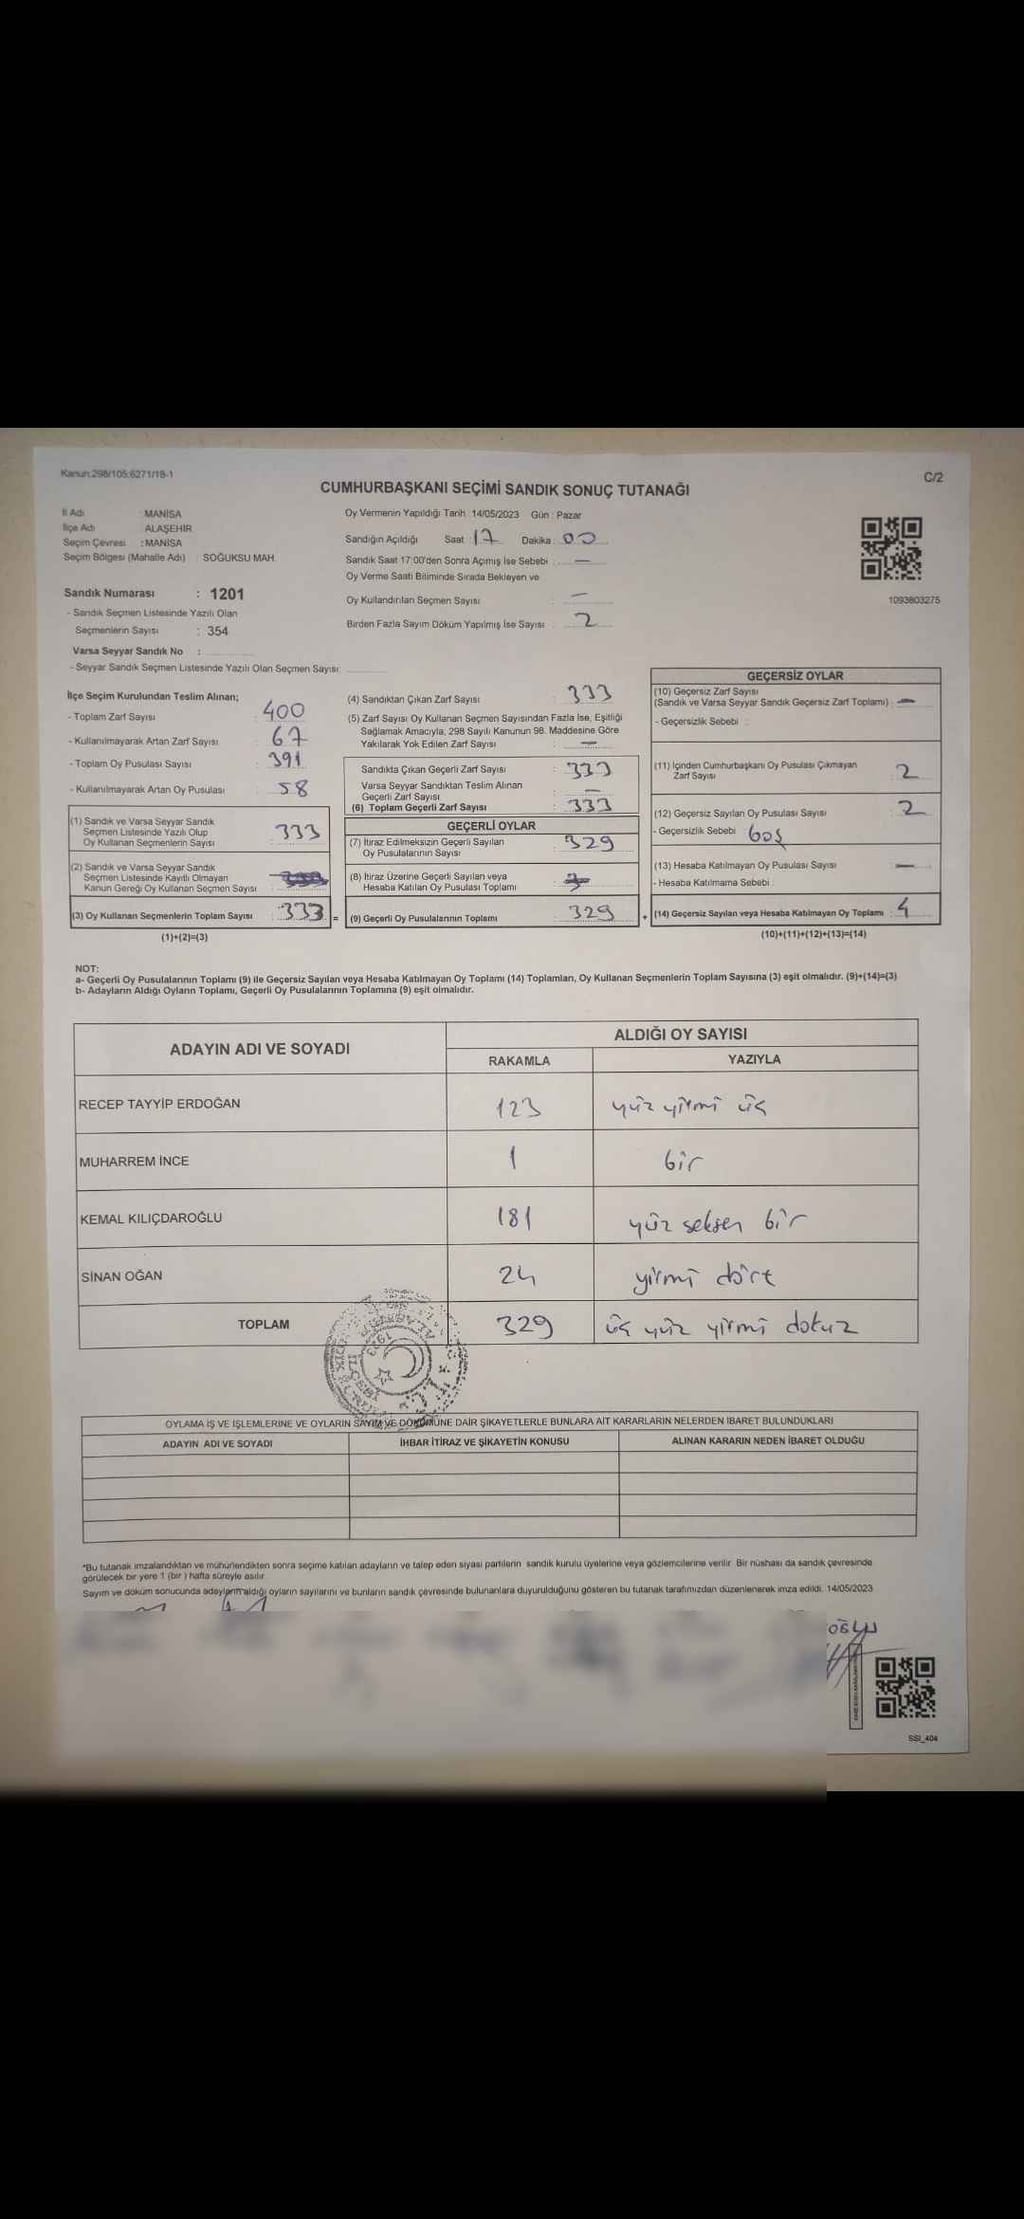 Kanun:298/105:6271/18-1
C/2
CUMHURBAŞKANI SEÇİMİ SANDIK SONUÇ TUTANAĞI
İl Adı MANİSA
İlçe Adı ALAŞEHİR
Seçim Çevresi : MANİSA
Seçim Bölgesi (Mahalle Adı) SOĞUKSU MAH.
Sandık Numarası : 1201
- Sandık Seçmen Listesinde Yazılı Olan
Seçmenlerin Sayısı : 354
Varsa Seyyar Sandık No :
- Seyyar Sandık Seçmen Listesinde Yazılı Olan Seçmen Sayısı:
Oy Vermenin Yapıldığı Tarih :14/05/2023 Gün : Pazar
Sandığın Açıldığı Saat 17 Dakika : 00
Sandık Saat 17:00'den Sonra Açımış İse Sebebi : —
Oy Verme Saati Bitiminde Sırada Bekleyen ve
Oy Kullandırılan Seçmen Sayısı : —
Birden Fazla Sayım Döküm Yapılmış İse Sayısı : 2
1093803275
İlçe Seçim Kurulundan Teslim Alınan;
- Toplam Zarf Sayısı : 400
- Kullanılmayarak Artan Zarf Sayısı : 67
- Toplam Oy Pusulası Sayısı : 391
- Kullanılmayarak Artan Oy Pusulası : 58
(1) Sandık ve Varsa Seyyar Sandık
Seçmen Listesinde Yazılı Olup
Oy Kullanan Seçmenlerin Sayısı : 333
(2) Sandık ve Varsa Seyyar Sandık
Seçmen Listesinde Kayıtlı Olmayan
Kanun Gereği Oy Kullanan Seçmen Sayısı :
(3) Oy Kullanan Seçmenlerin Toplam Sayısı : 333 =
(1)+(2)=(3)
(4) Sandıktan Çıkan Zarf Sayısı : 333
(5) Zarf Sayısı Oy Kullanan Seçmen Sayısından Fazla İse, Eşitliği
Sağlamak Amacıyla, 298 Sayılı Kanunun 98. Maddesine Göre
Yakılarak Yok Edilen Zarf Sayısı : —
Sandıkta Çıkan Geçerli Zarf Sayısı : 333
Varsa Seyyar Sandıktan Teslim Alınan
Geçerli Zarf Sayısı : —
(6) Toplam Geçerli Zarf Sayısı : 333
GEÇERLİ OYLAR
(7) İtiraz Edilmeksizin Geçerli Sayılan
Oy Pusulalarının Sayısı : 329
(8) İtiraz Üzerine Geçerli Sayılan veya
Hesaba Katılan Oy Pusulası Toplamı :
(9) Geçerli Oy Pusulalarının Toplamı : 329 +
GEÇERSİZ OYLAR
(10) Geçersiz Zarf Sayısı
(Sandık ve Varsa Seyyar Sandık Geçersiz Zarf Toplamı) : —
- Geçersizlik Sebebi :
(11) İçinden Cumhurbaşkanı Oy Pusulası Çıkmayan
Zarf Sayısı : 2
(12) Geçersiz Sayılan Oy Pusulası Sayısı : 2
- Geçersizlik Sebebi : boş
(13) Hesaba Katılmayan Oy Pusulası Sayısı : —
- Hesaba Katılmama Sebebi :
(14) Geçersiz Sayılan veya Hesaba Katılmayan Oy Toplamı : 4
(10)+(11)+(12)+(13)=(14)
NOT:
a- Geçerli Oy Pusulalarının Toplamı (9) ile Geçersiz Sayılan veya Hesaba Katılmayan Oy Toplamı (14) Toplamları, Oy Kullanan Seçmenlerin Toplam Sayısına (3) eşit olmalıdır. (9)+(14)=(3)
b- Adayların Aldığı Oyların Toplamı, Geçerli Oy Pusulalarının Toplamına (9) eşit olmalıdır.
ADAYIN ADI VE SOYADI
ALDIĞI OY SAYISI
RAKAMLA YAZIYLA
RECEP TAYYİP ERDOĞAN 123 yüz yirmi üç
MUHARREM İNCE 1 bir
KEMAL KILIÇDAROĞLU 181 yüz seksen bir
SİNAN OĞAN 24 yirmi dört
TOPLAM 329 üç yüz yirmi dokuz
OYLAMA İŞ VE İŞLEMLERİNE VE OYLARIN SAYIM VE DÖKÜMÜNE DAİR ŞİKAYETLERLE BUNLARA AİT KARARLARIN NELERDEN İBARET BULUNDUKLARI
ADAYIN ADI VE SOYADI İHBAR İTİRAZ VE ŞİKAYETİN KONUSU ALINAN KARARIN NEDEN İBARET OLDUĞU
*Bu tutanak imzalandıktan ve mühürlendikten sonra seçime katılan adayların ve talep eden siyasi partilerin sandık kurulu üyelerine veya gözlemcilerine verilir. Bir nüshası da sandık çevresinde
görülecek bir yere 1 (bir) hafta süreyle asılır.
Sayım ve döküm sonucunda adayların aldığı oyların sayılarını ve bunların sandık çevresinde bulunanlara duyurulduğunu gösteren bu tutanak tarafımızdan düzenlenerek imza edildi. 14/05/2023
OĞLU
SSI_404